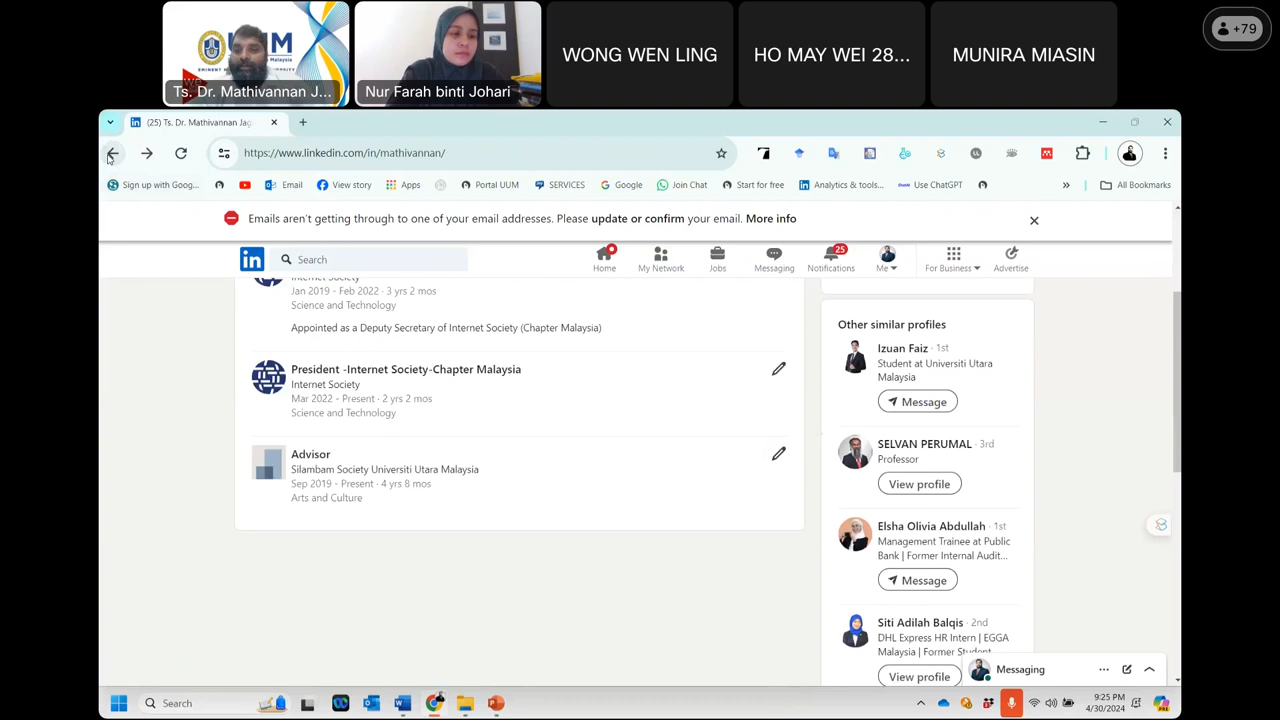 Ts. Dr. Mathivannan J...
Nur Farah binti Johari
WONG WEN LING
HO MAY WEI 28...
MUNIRA MIASIN
+79
(25) Ts. Dr. Mathivannan Jag
https://www.linkedin.com/in/mathivannan/
Sign up with Goog...
Email
View story
Apps
Portal UUM
SERVICES
Google
Join Chat
Start for free
Analytics & tools...
Use ChatGPT
All Bookmarks
Emails aren't getting through to one of your email addresses. Please update or confirm your email. More info
in
Search
Home
My Network
Jobs
Messaging
25
Notifications
Me
For Business
Advertise
Internet Society
Jan 2019 - Feb 2022 · 3 yrs 2 mos
Science and Technology
Appointed as a Deputy Secretary of Internet Society (Chapter Malaysia)
President -Internet Society-Chapter Malaysia
Internet Society
Mar 2022 - Present · 2 yrs 2 mos
Science and Technology
Advisor
Silambam Society Universiti Utara Malaysia
Sep 2019 - Present · 4 yrs 8 mos
Arts and Culture
Other similar profiles
Izuan Faiz · 1st
Student at Universiti Utara
Malaysia
Message
SELVAN PERUMAL · 3rd
Professor
View profile
Elsha Olivia Abdullah · 1st
Management Trainee at Public
Bank | Former Internal Audit...
Message
Siti Adilah Balqis · 2nd
DHL Express HR Intern | EGGA
Malaysia | Former Student
View profile
Messaging
Search
9:25 PM
4/30/2024